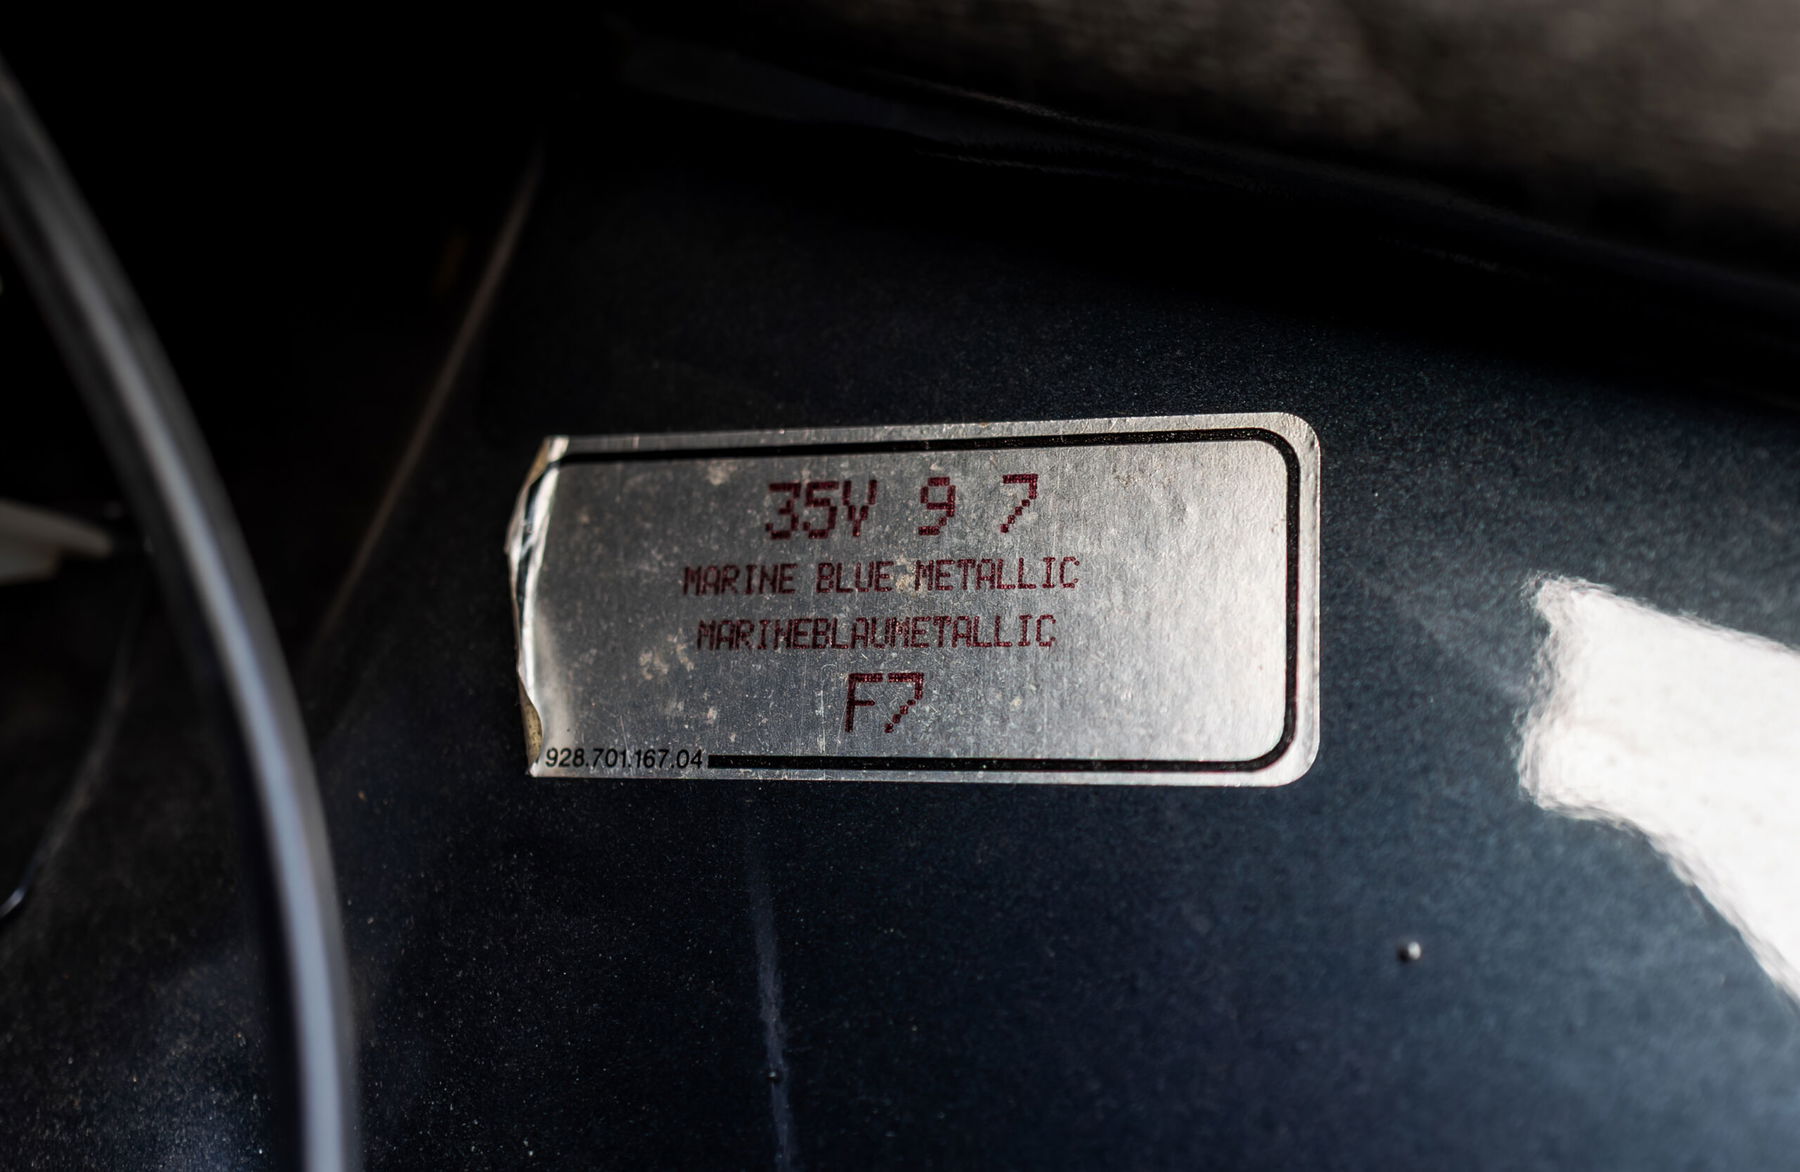 35V 9 7
MARINE BLUE METALLIC
MARINEBLAUMETALLIC
F7
928.701.167.04